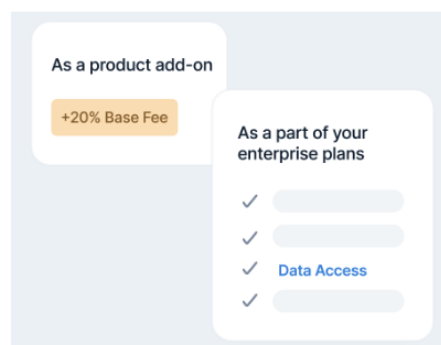 As a product add-on
+20% Base Fee
As a part of your
enterprise plans
Data Access